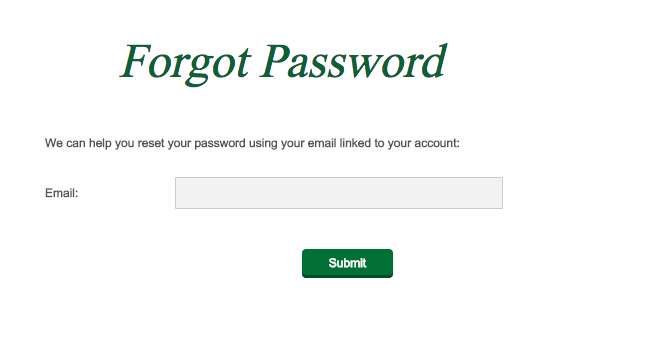 Forgot Password
We can help you reset your password using your email linked to your account:
Email:
Submit